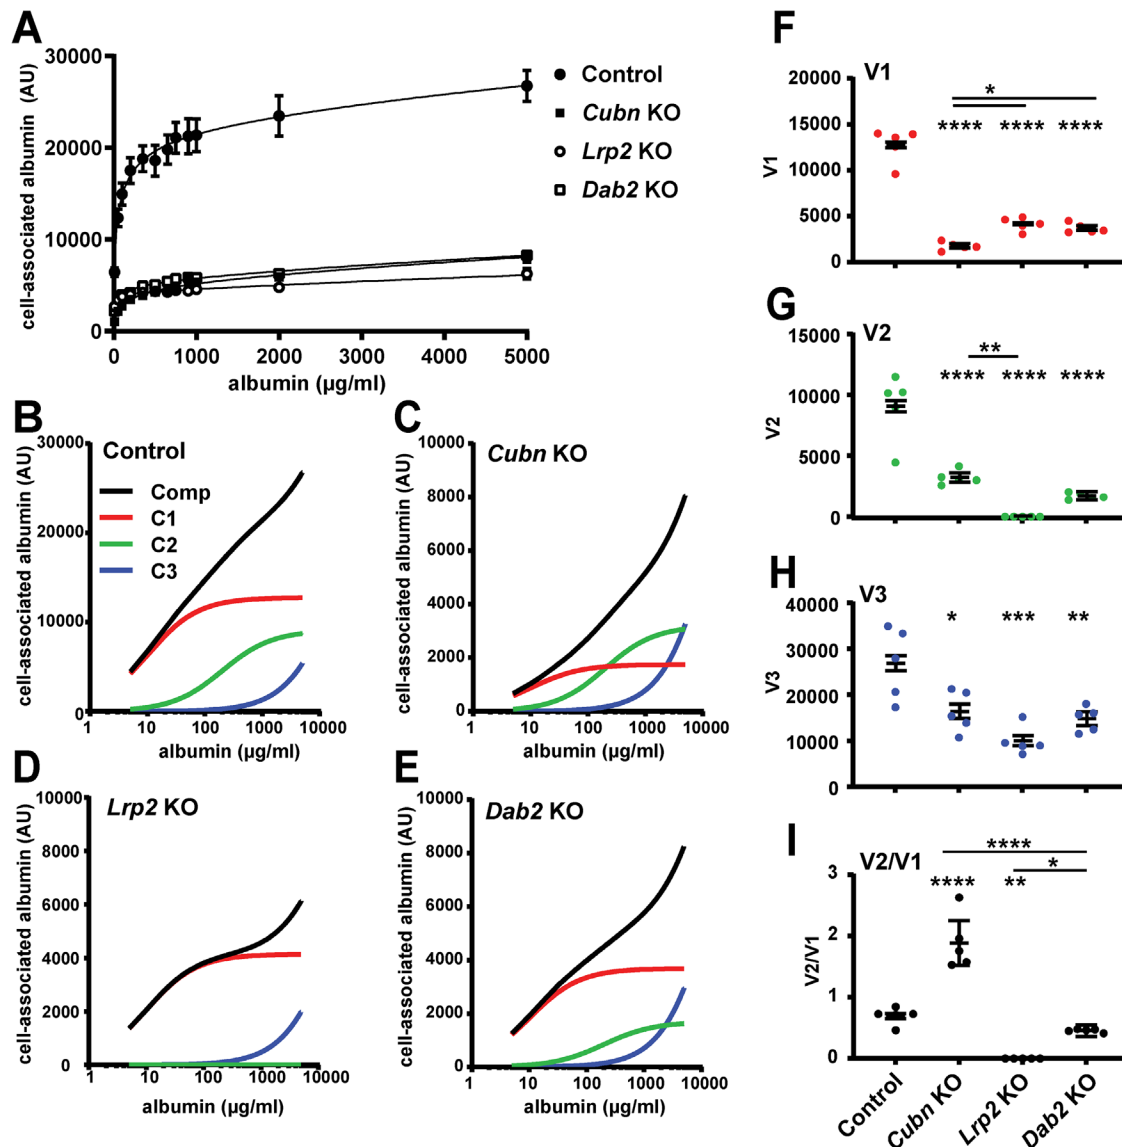 A
cell-associated albumin (AU)
30000
20000
10000
0
0
1000
2000
3000
4000
5000
albumin (µg/ml)
Control
Cubn KO
Lrp2 KO
Dab2 KO
B
Control
cell-associated albumin (AU)
30000
20000
10000
0
1
10
100
1000
10000
albumin (µg/ml)
Comp
C1
C2
C3
C
Cubn KO
cell-associated albumin (AU)
10000
8000
6000
4000
2000
0
1
10
100
1000
10000
albumin (µg/ml)
D
Lrp2 KO
cell-associated albumin (AU)
10000
8000
6000
4000
2000
0
1
10
100
1000
10000
albumin (µg/ml)
E
Dab2 KO
cell-associated albumin (AU)
10000
8000
6000
4000
2000
0
1
10
100
1000
10000
albumin (µg/ml)
F
V1
V1
20000
15000
10000
5000
0
*
**** **** ****
G
V2
V2
15000
10000
5000
0
**
**** **** ****
H
V3
V3
40000
30000
20000
10000
0
* *** **
I
V2/V1
V2/V1
3
2
1
0
****
*
**** **
Control
Cubn KO
Lrp2 KO
Dab2 KO